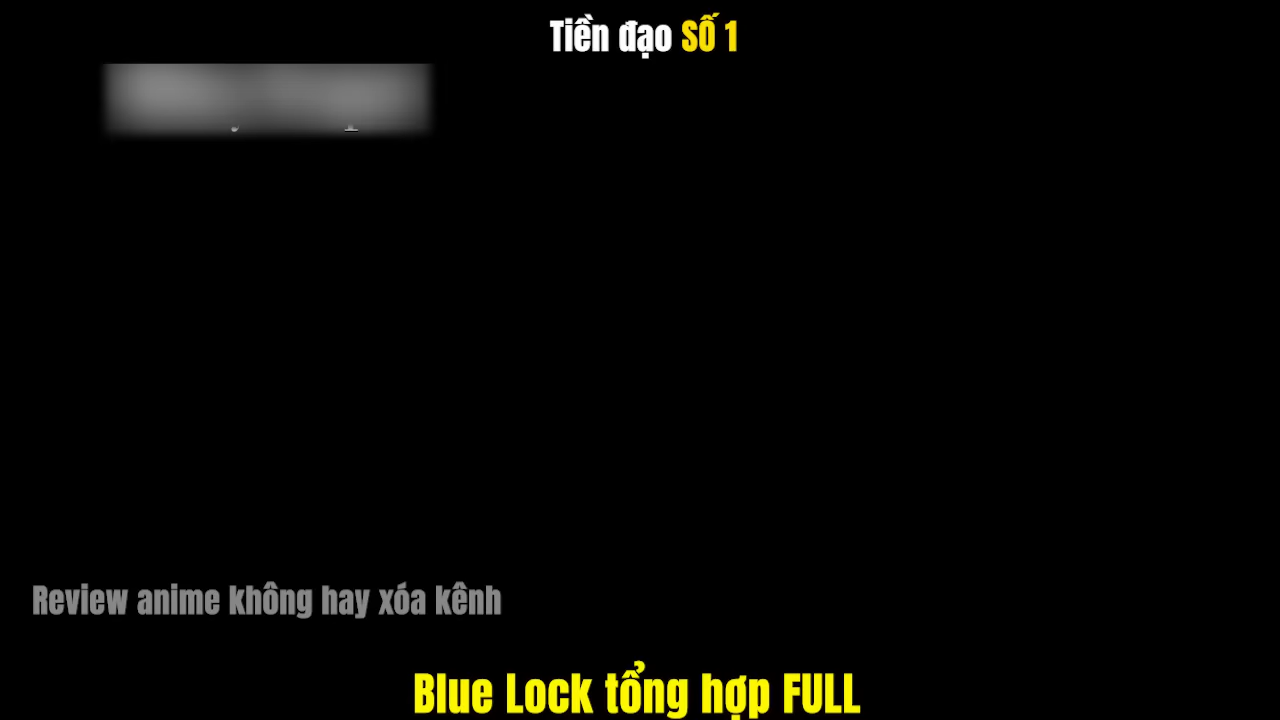 Tiền đạo SỐ 1
Review anime không hay xóa kênh
Blue Lock tổng hợp FULL